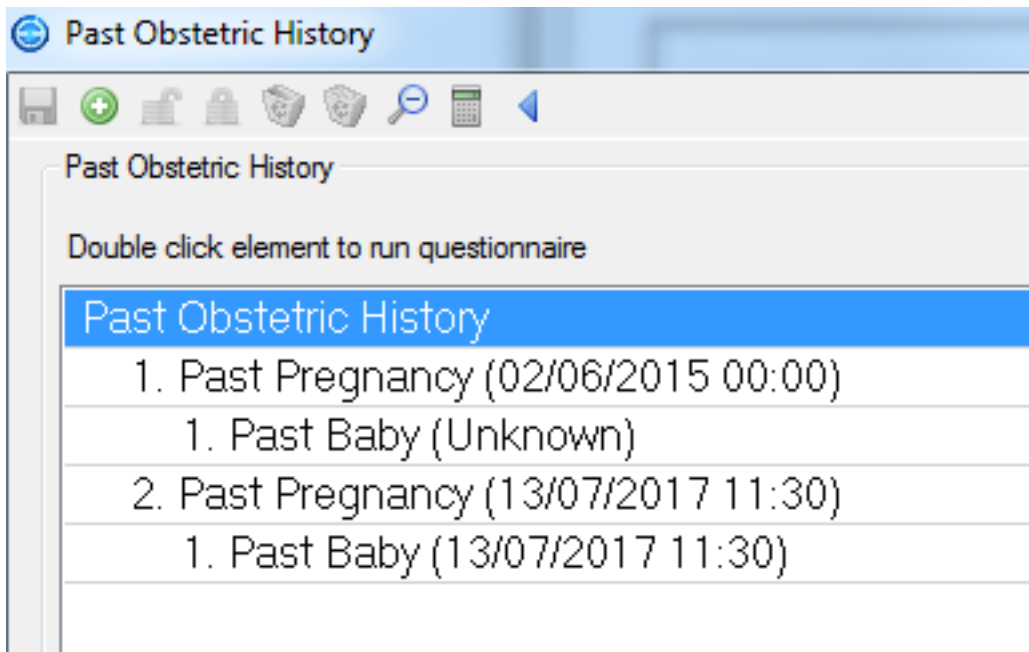 Past Obstetric History
Past Obstetric History
Double click element to run questionnaire
Past Obstetric History
1. Past Pregnancy (02/06/2015 00:00)
1. Past Baby (Unknown)
2. Past Pregnancy (13/07/2017 11:30)
1. Past Baby (13/07/2017 11:30)